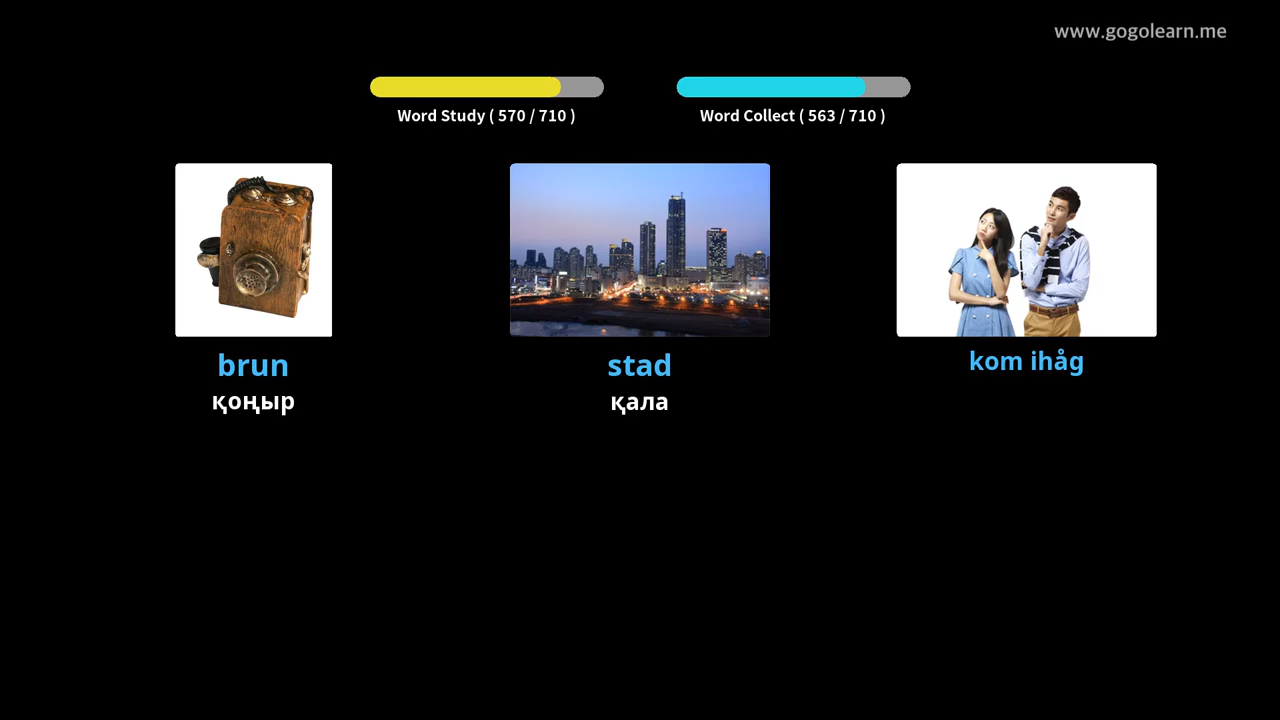 www.gogolearn.me
Word Study ( 570 / 710 )
Word Collect ( 563 / 710 )
brun
қоңыр
stad
қала
kom ihåg